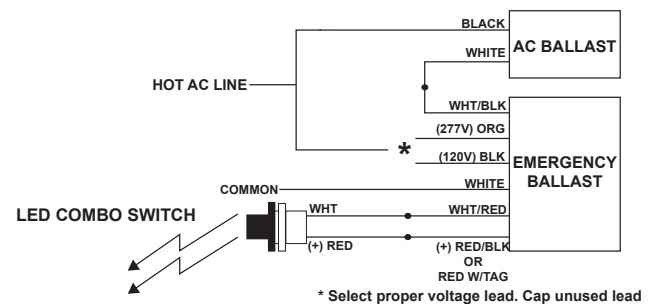 BLACK
AC BALLAST
WHITE
HOT AC LINE
WHT/BLK
(277V) ORG
*
(120V) BLK
EMERGENCY
BALLAST
COMMON
WHITE
LED COMBO SWITCH
WHT
WHT/RED
(+) RED
(+) RED/BLK
OR
RED W/TAG
* Select proper voltage lead. Cap unused lead